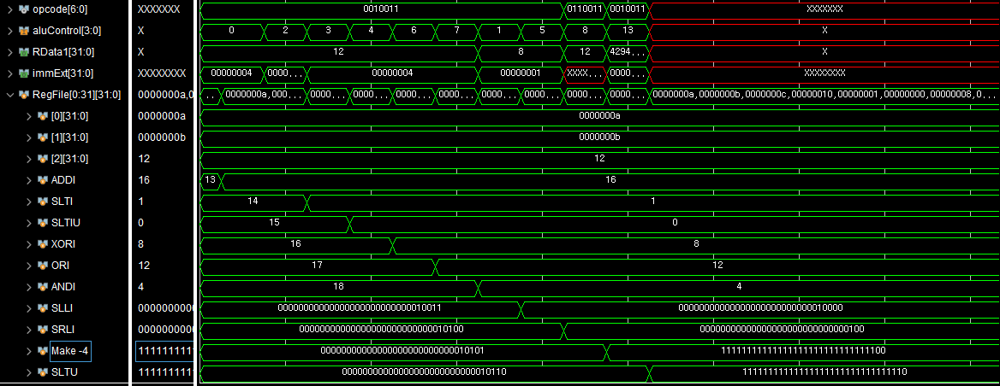 opcode[6:0] XXXXXXX 0010011 0110011 0010011 XXXXXXX
aluControl[3:0] X 0 2 3 4 6 7 1 5 8 13 X
RData1[31:0] X 12 8 12 4294... X
immExt[31:0] XXXXXXXX 00000004 0000... 00000004 00000001 XXXX... 0000... XXXXXXXX
RegFile[0:31][31:0] 0000000a,0 ... 0000000a,000... 0000... 0000... 0000... 0000... 0000... 0000... 0000... 0000... 0000000a,0000000b,0000000c,00000010,00000001,00000000,00000008,0...
[0][31:0] 0000000a 0000000a
[1][31:0] 0000000b 0000000b
[2][31:0] 12 12
ADDI 16 13 16
SLTI 1 14 1
SLTIU 0 15 0
XORI 8 16 8
ORI 12 17 12
ANDI 4 18 4
SLLI 0000000000 00000000000000000000000000010011 00000000000000000000000000010000
SRLI 0000000000 00000000000000000000000000010100 00000000000000000000000000000100
Make -4 1111111111 00000000000000000000000000010101 11111111111111111111111111111100
SLTU 1111111111 00000000000000000000000000010110 11111111111111111111111111111110